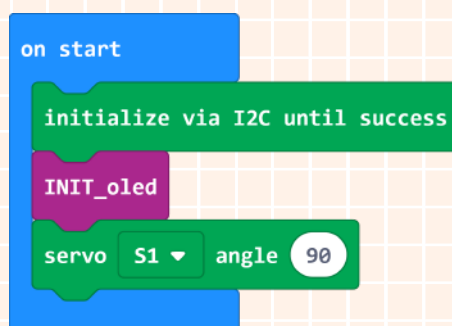 on start
initialize via I2C until success
INIT_oled
servo S1 angle 90